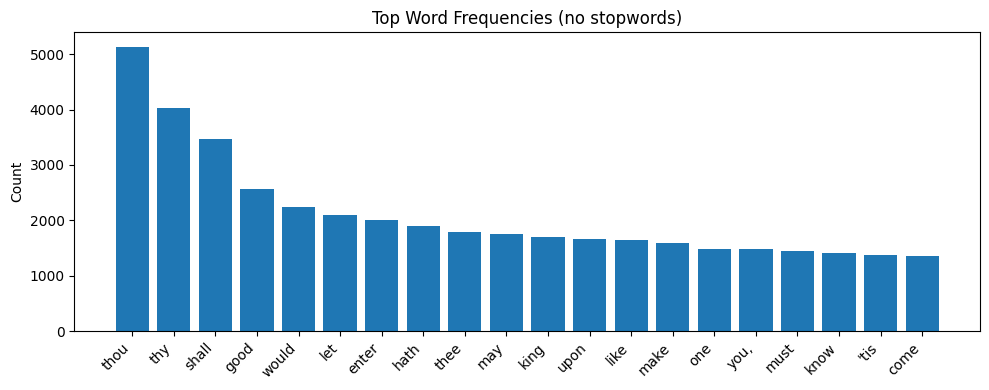 Top Word Frequencies (no stopwords)
Count
5000
4000
3000
2000
1000
0
thou
thy
shall
good
would
let
enter
hath
thee
may
king
upon
like
make
one
you,
must
know
'tis
come